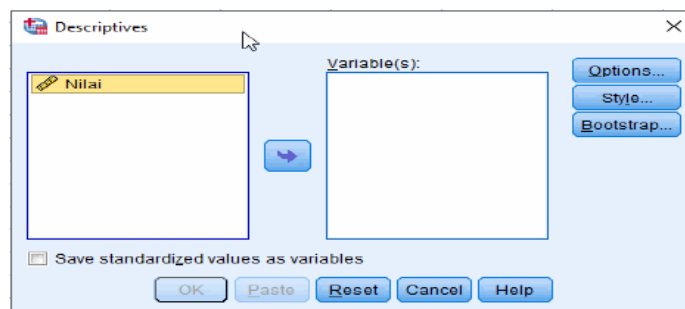 Descriptives
Variable(s):
Nilai
Options...
Style...
Bootstrap...
Save standardized values as variables
OK Paste Reset Cancel Help